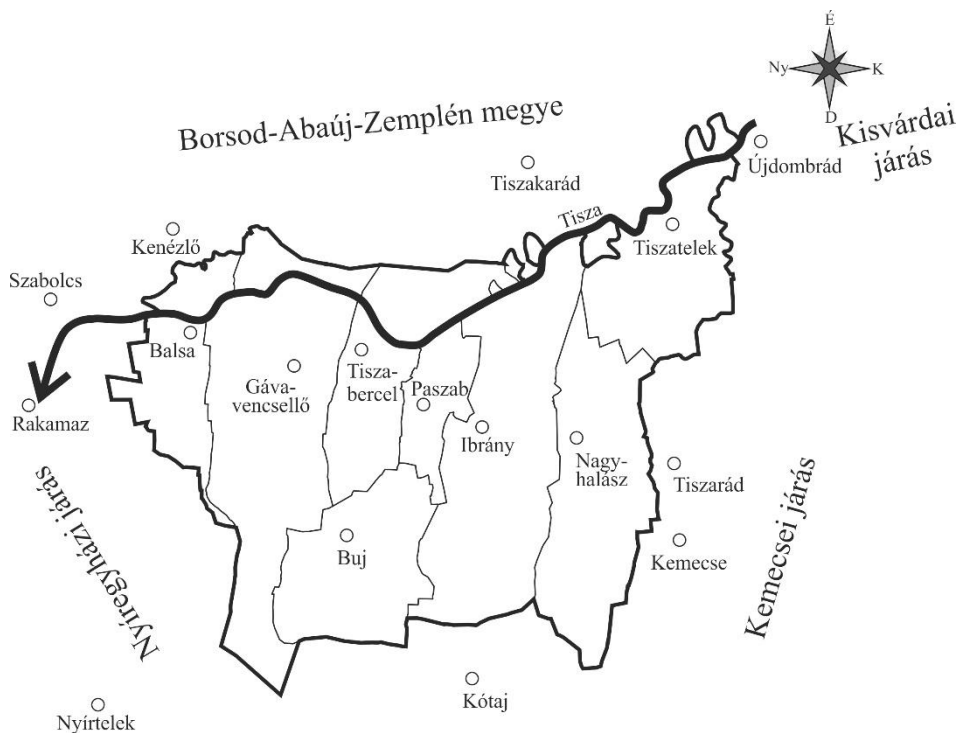 É
Ny
K
D
Borsod-Abaúj-Zemplén megye
Kisvárdai
járás
Újdombrád
Tiszakarád
Tisza
Tiszatelek
Kenézlő
Szabolcs
Balsa
Gáva-
vencsellő
Tisza-
bercel
Paszab
Rakamaz
Ibrány
Nagy-
halász
Tiszarád
Nyíregyházi járás
Buj
Kemecse
Kemecsei járás
Kótaj
Nyírtelek